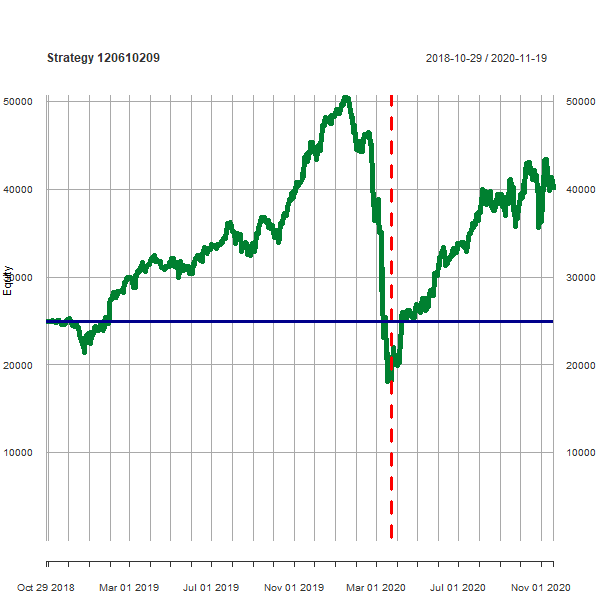 Strategy 120610209
2018-10-29 / 2020-11-19
50000
50000
40000
40000
30000
30000
Equity
20000
20000
10000
10000
Oct 29 2018
Mar 01 2019
Jul 01 2019
Nov 01 2019
Mar 01 2020
Jul 01 2020
Nov 01 2020